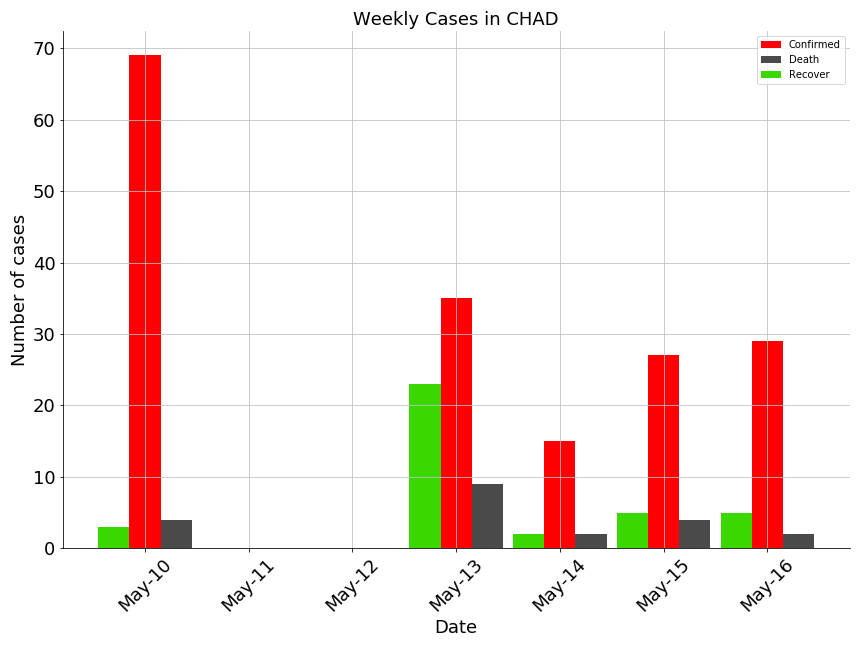 Weekly Cases in CHAD
Confirmed
Death
Recover
Number of cases
70
60
50
40
30
20
10
0
May-10
May-11
May-12
May-13
May-14
May-15
May-16
Date